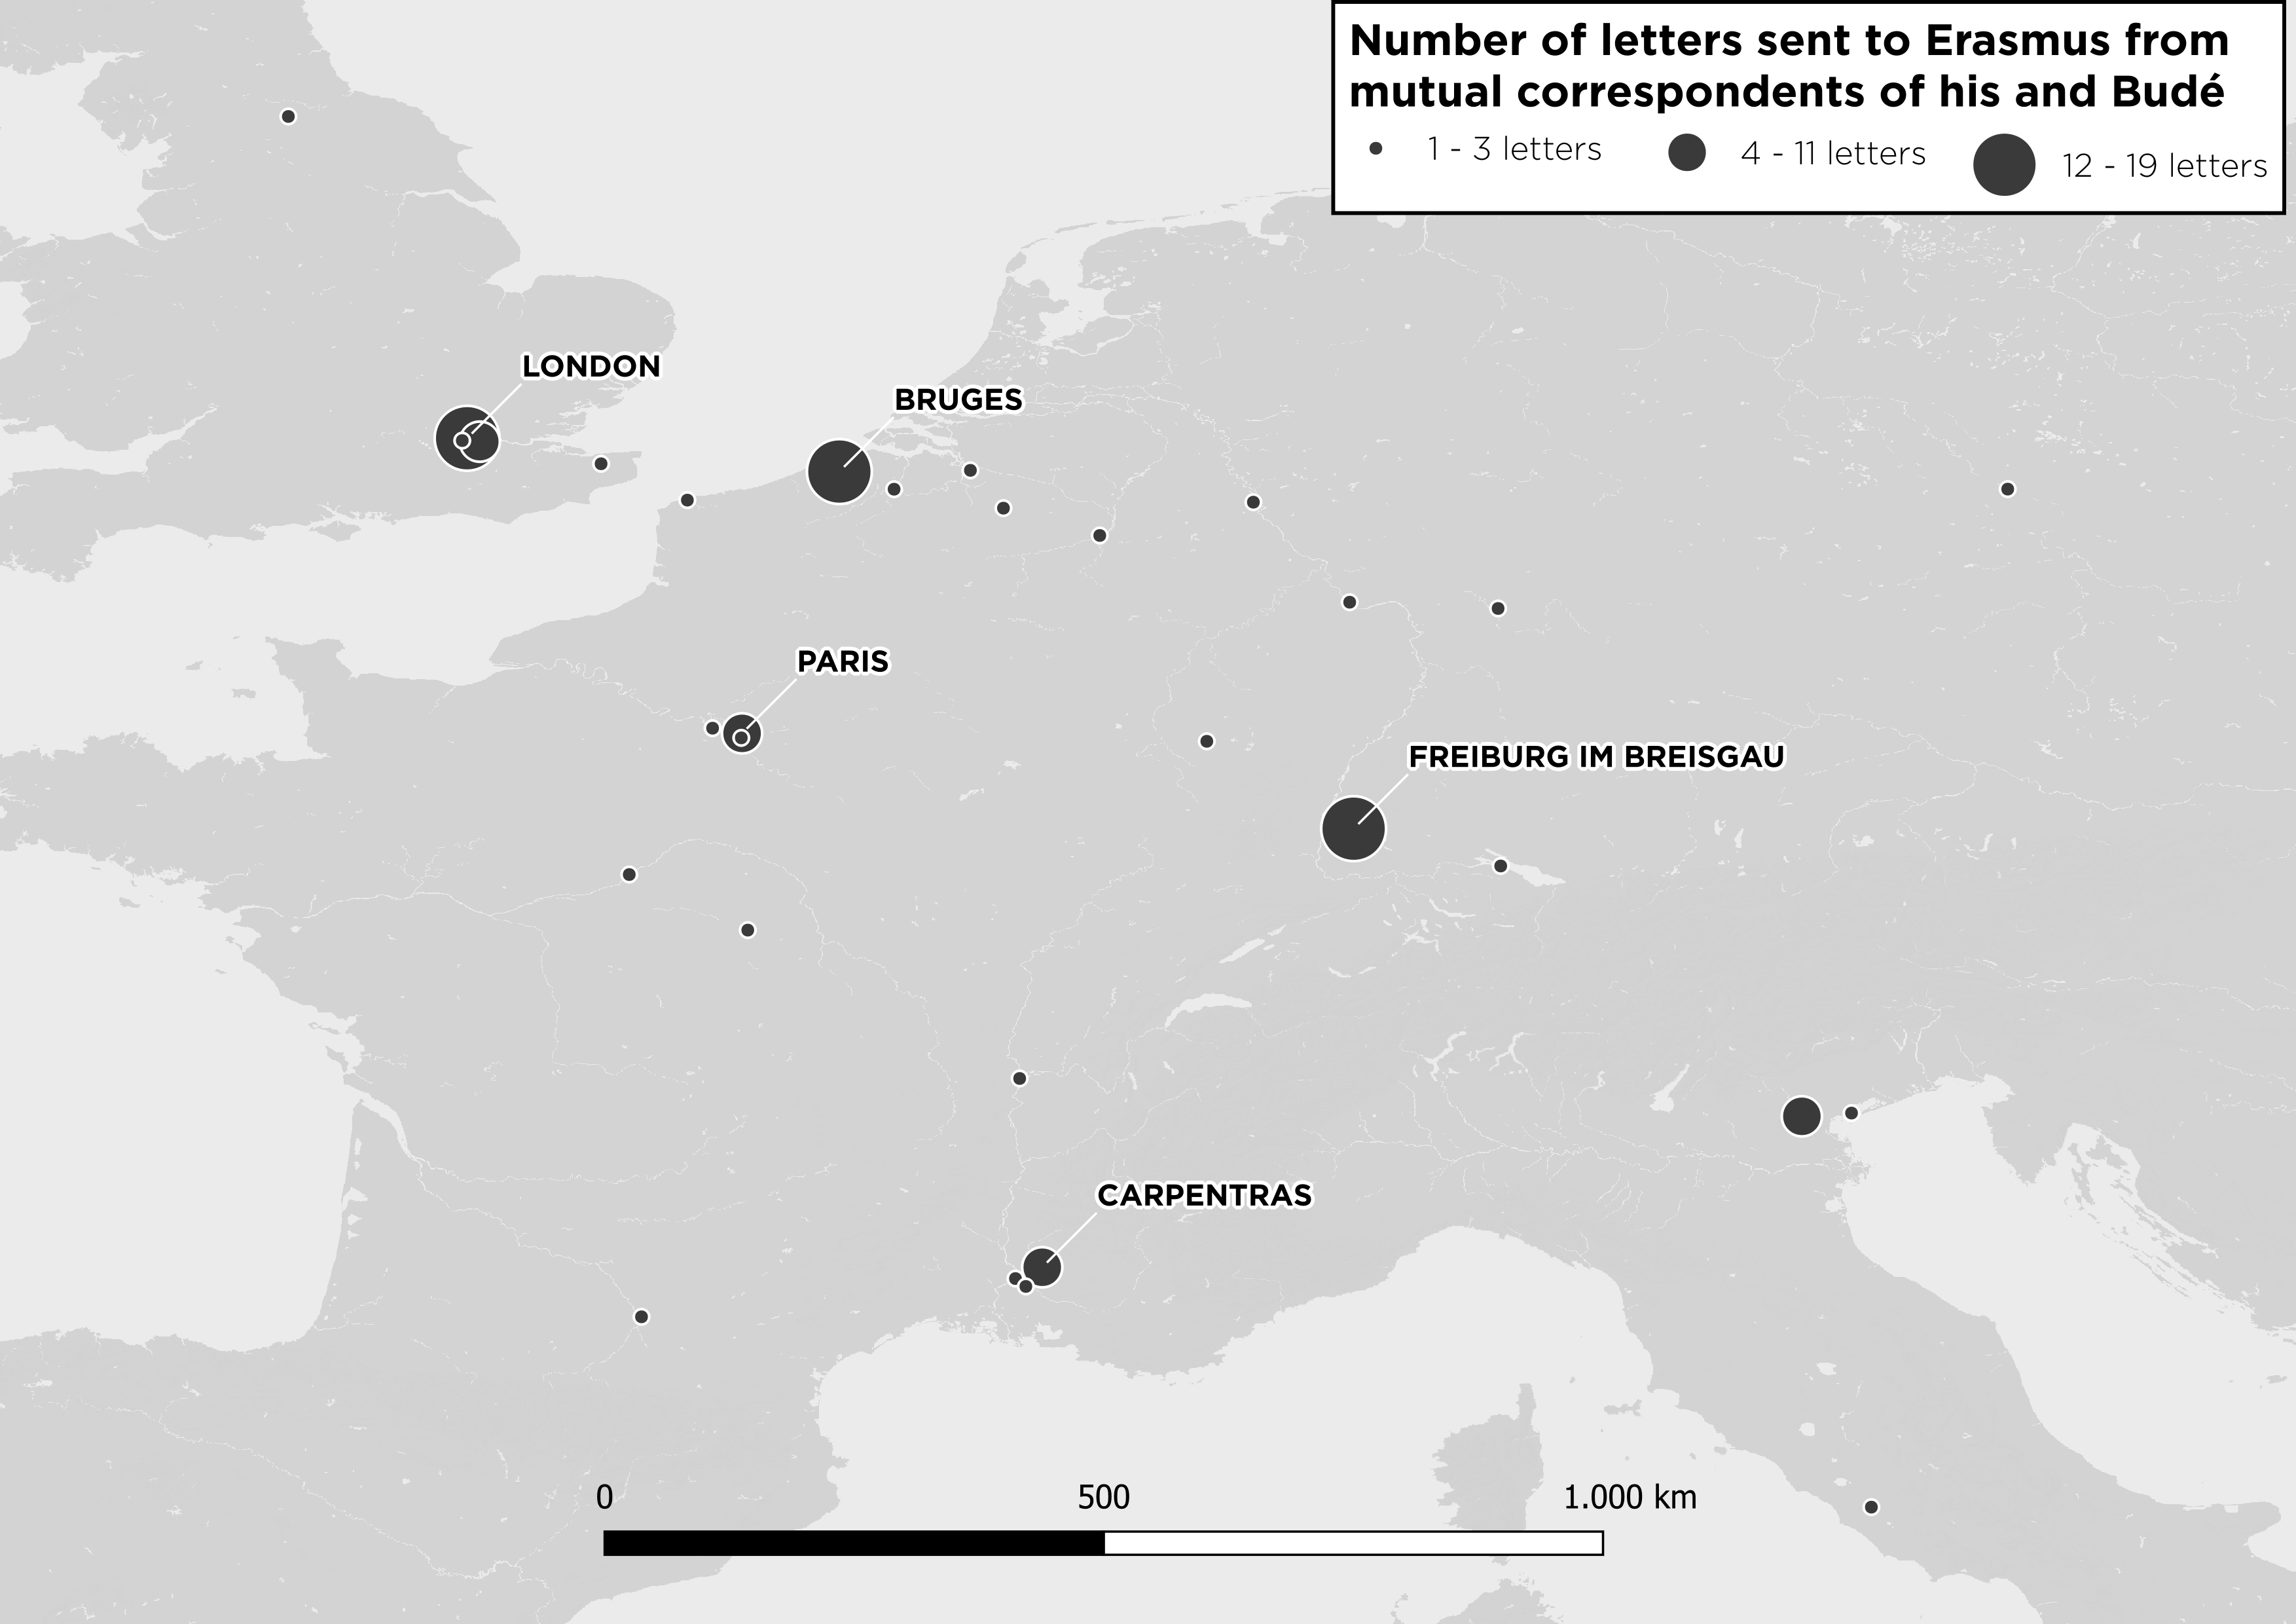 Number of letters sent to Erasmus from
mutual correspondents of his and Budé
1 - 3 letters
4 - 11 letters
12 - 19 letters
LONDON
BRUGES
PARIS
FREIBURG IM BREISGAU
CARPENTRAS
0 500 1.000 km